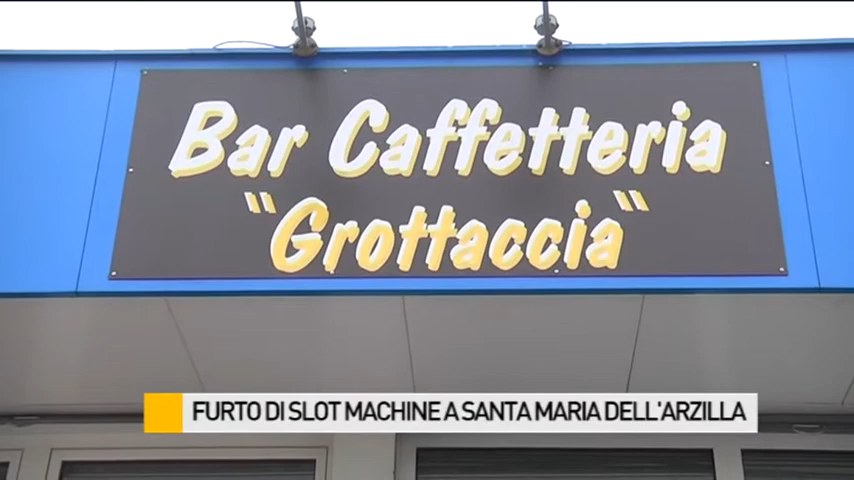 Bar Caffetteria
"Grottaccia"
FURTO DI SLOT MACHINE A SANTA MARIA DELL'ARZILLA